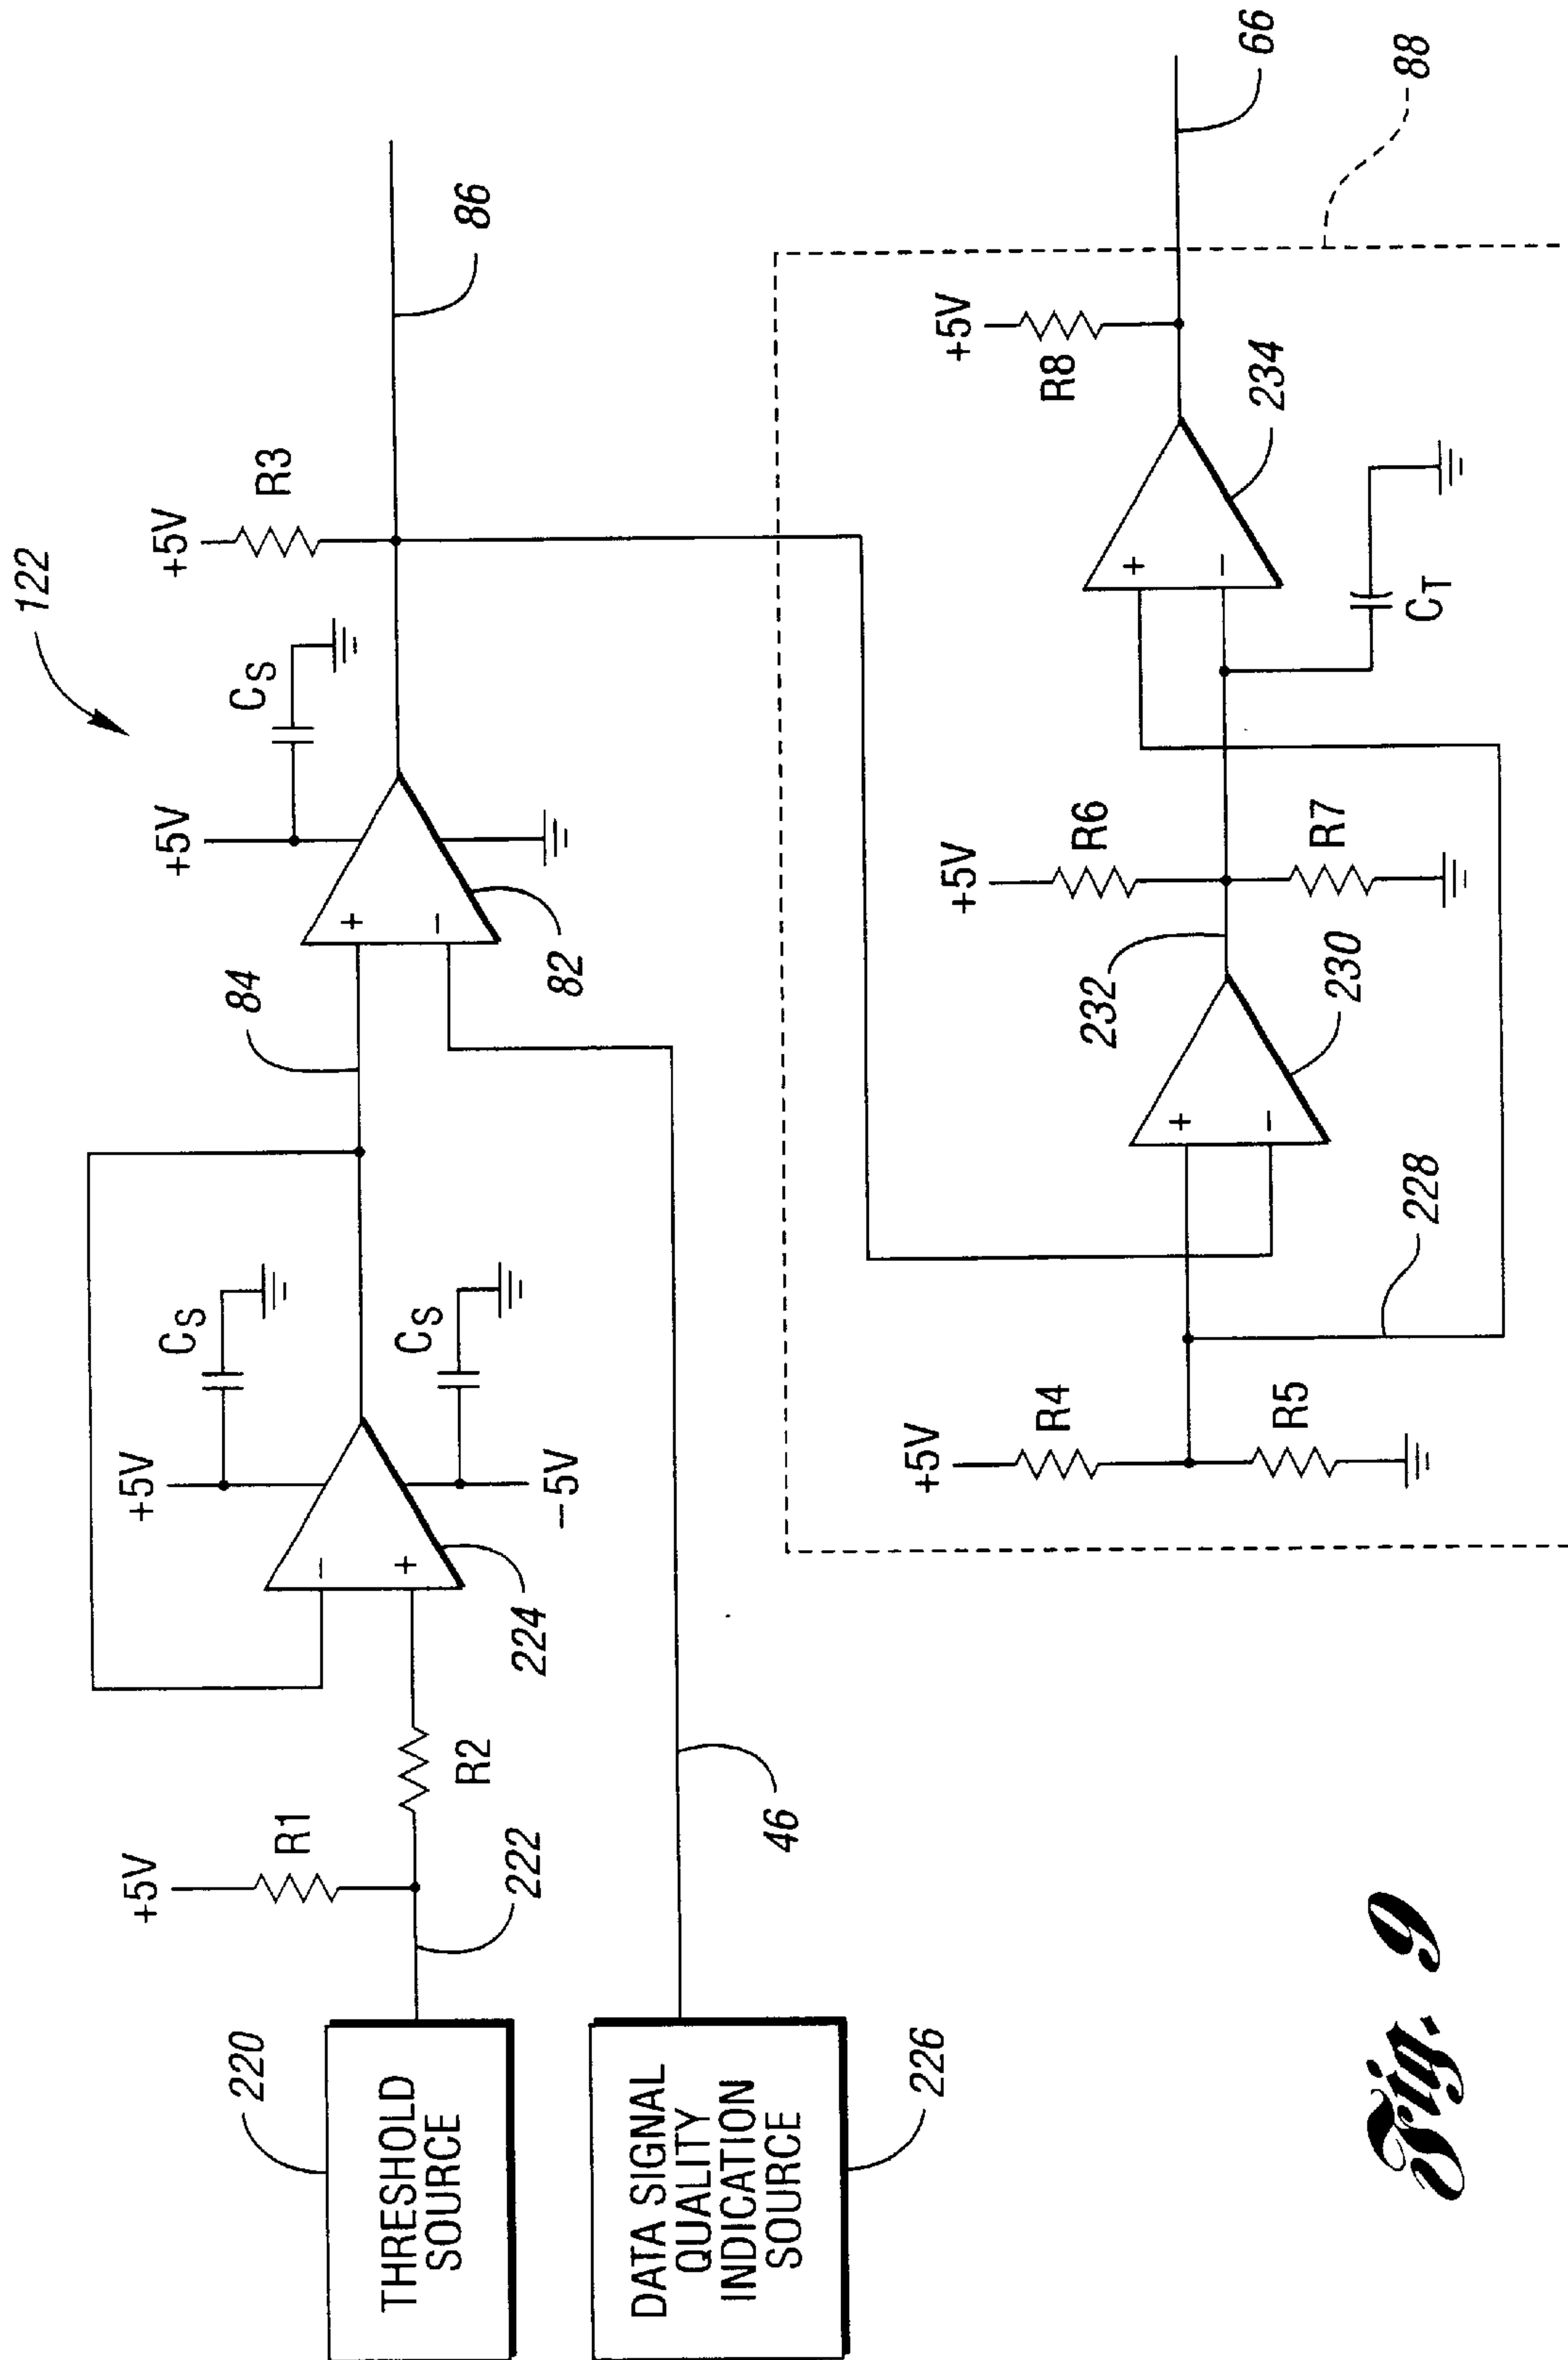 122
+5V
CS
+5V
R3
86
+5V
CS
84
82
CS
-5V
+5V
R1
R2
224
220
THRESHOLD
SOURCE
222
DATA SIGNAL
QUALITY
INDICATION
SOURCE
226
46
88
+5V
R4
R5
228
+5V
R6
R7
232
230
+5V
R8
234
CT
66
Fig. 9